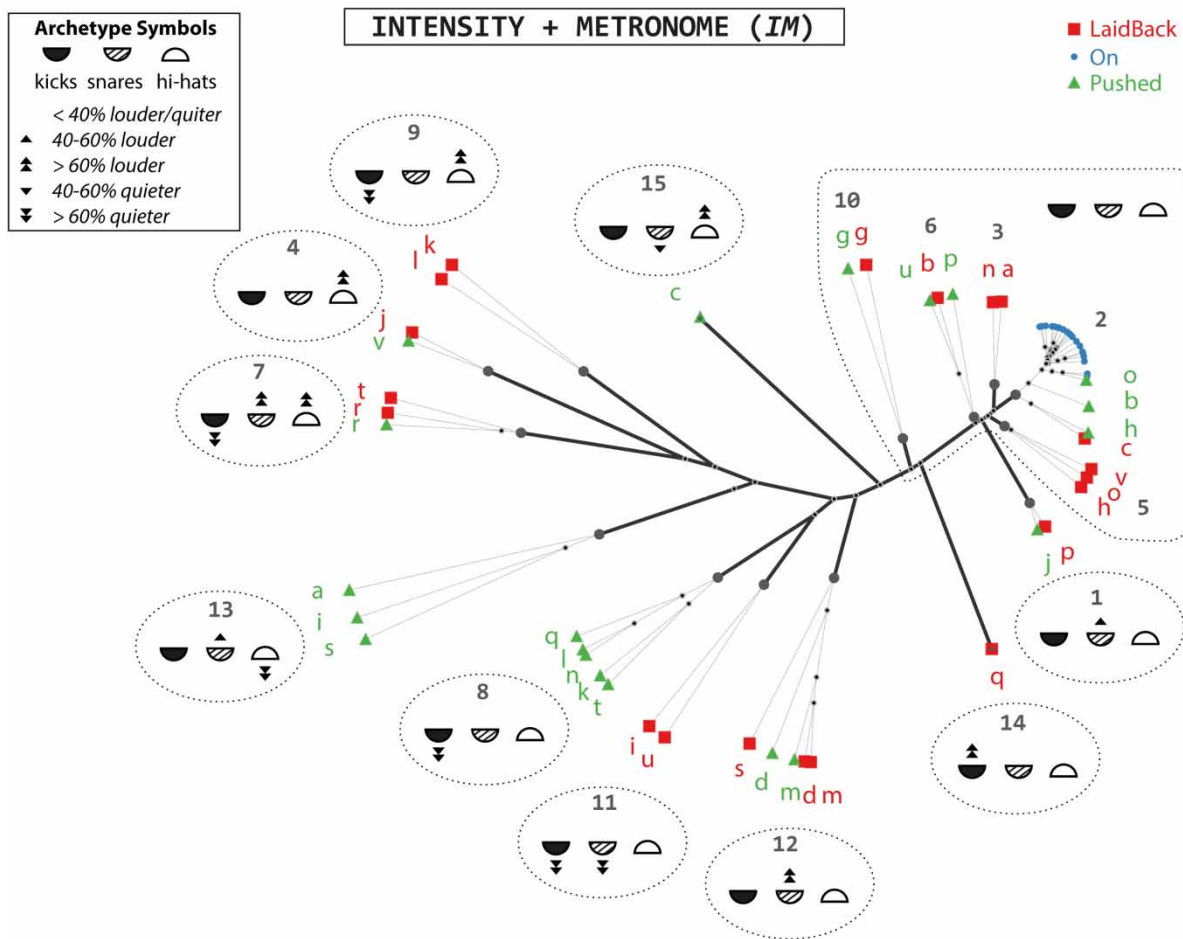 INTENSITY + METRONOME (IM)
Archetype Symbols
kicks snares hi-hats
< 40% louder/quiter
40-60% louder
> 60% louder
40-60% quieter
> 60% quieter
LaidBack
On
Pushed
9
l k
15
c
10
g g
6
u b p
3
n a
2
o
b
h
c
v
o
h
5
4
j
v
7
t
r
r
p
j
1
13
a
i
s
q
14
8
q
l
n
k
t
i u
s
d
m d m
11
12